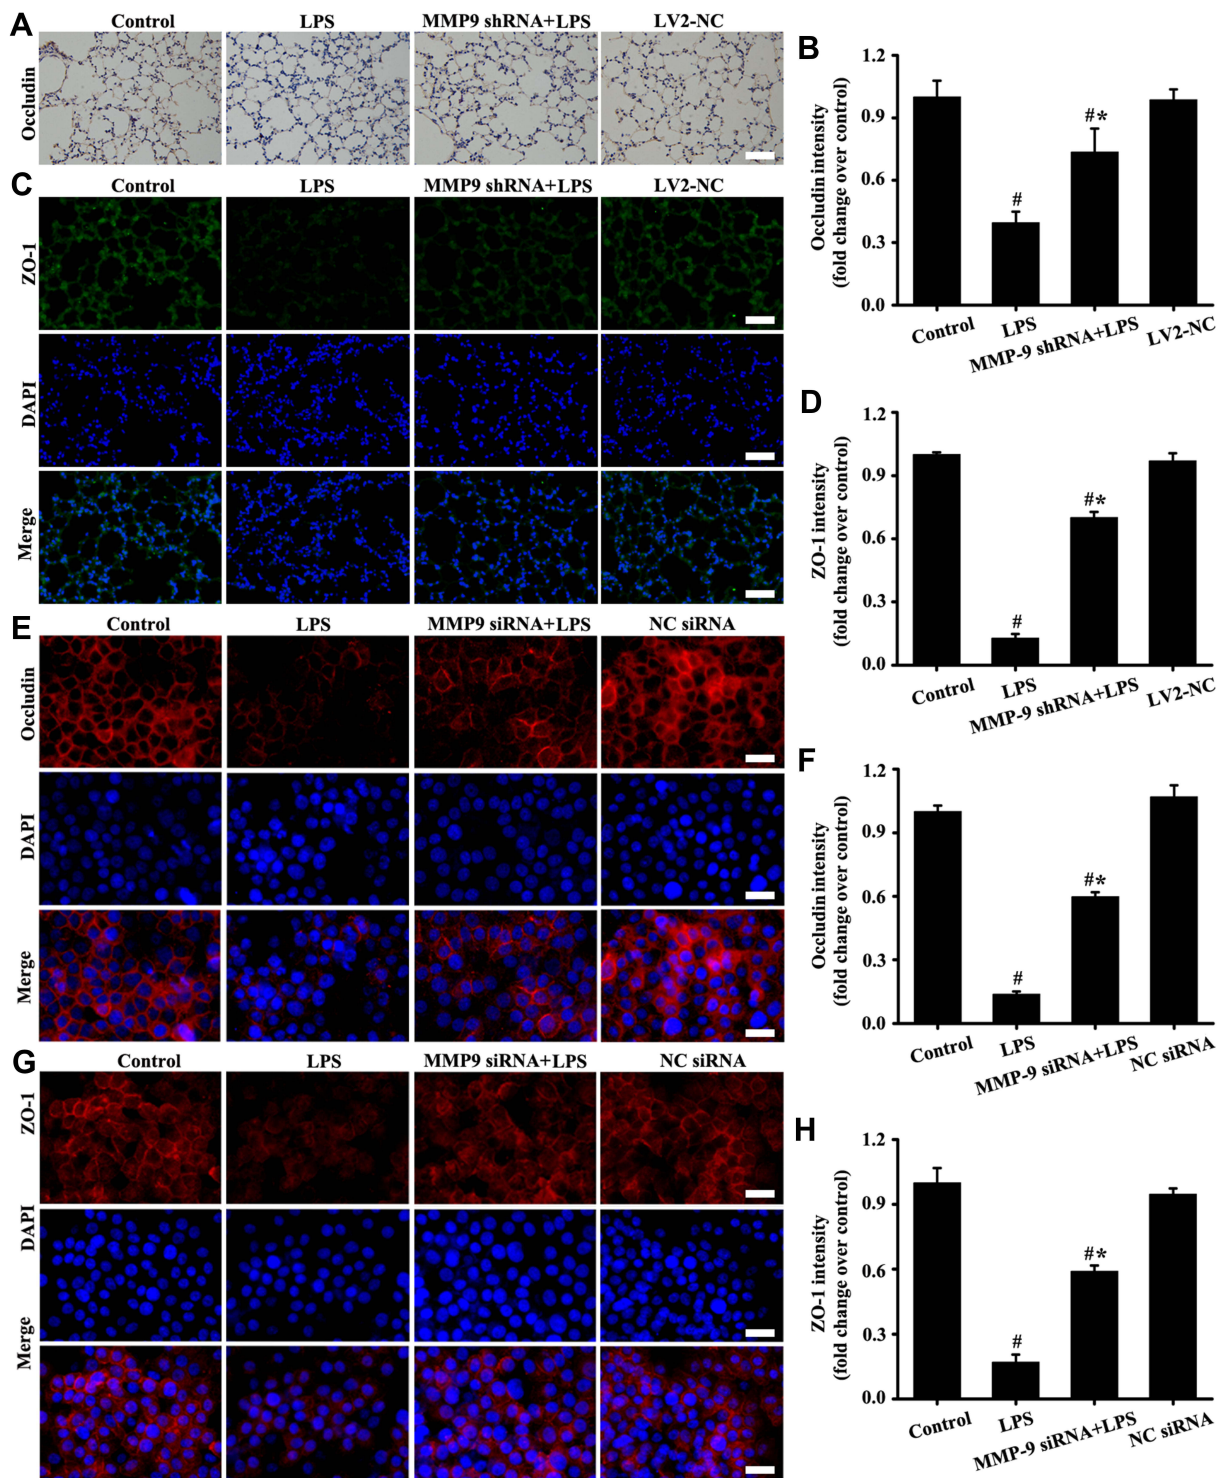 A
Control LPS MMP9 shRNA+LPS LV2-NC
Occludin
B
Occludin intensity
(fold change over control)
1.2
0.9
0.6
0.3
0.0
#
#*
Control LPS MMP-9 shRNA+LPS LV2-NC
C
Control LPS MMP9 shRNA+LPS LV2-NC
ZO-1
DAPI
Merge
D
ZO-1 intensity
(fold change over control)
1.2
0.9
0.6
0.3
0.0
#
#*
Control LPS MMP-9 shRNA+LPS LV2-NC
E
Control LPS MMP9 siRNA+LPS NC siRNA
Occludin
DAPI
Merge
F
Occludin intensity
(fold change over control)
1.2
0.9
0.6
0.3
0.0
#
#*
Control LPS MMP-9 siRNA+LPS NC siRNA
G
Control LPS MMP9 siRNA+LPS NC siRNA
ZO-1
DAPI
Merge
H
ZO-1 intensity
(fold change over control)
1.2
0.9
0.6
0.3
0.0
#
#*
Control LPS MMP-9 siRNA+LPS NC siRNA